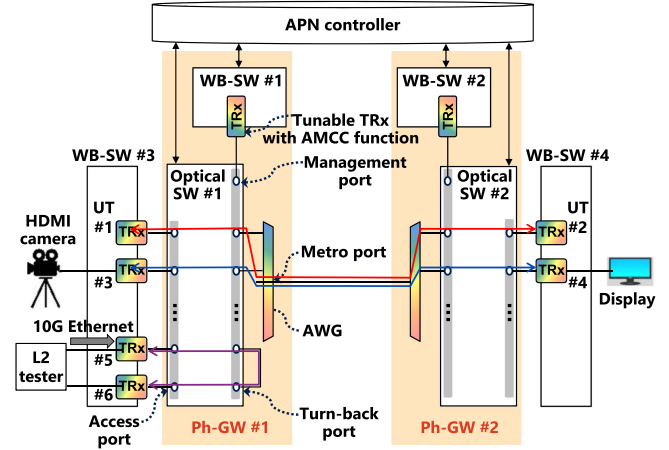 APN controller
WB-SW #1
WB-SW #2
TRx
TRx
Tunable TRx
with AMCC function
WB-SW #3
Optical
SW #1
Management
port
Optical
SW #2
WB-SW #4
UT
#1
TRx
HDMI
camera
#3
TRx
Metro port
UT
#2
TRx
#4
TRx
Display
AWG
10G Ethernet
L2
tester
TRx
#5
TRx
#6
Access
port
Turn-back
port
Ph-GW #1
Ph-GW #2